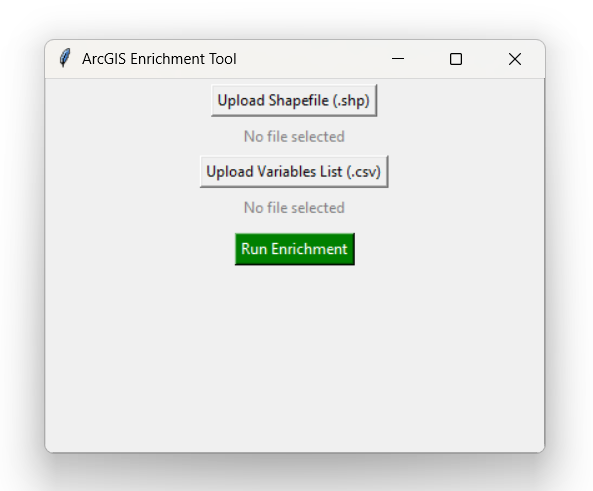 ArcGIS Enrichment Tool
Upload Shapefile (.shp)
No file selected
Upload Variables List (.csv)
No file selected
Run Enrichment